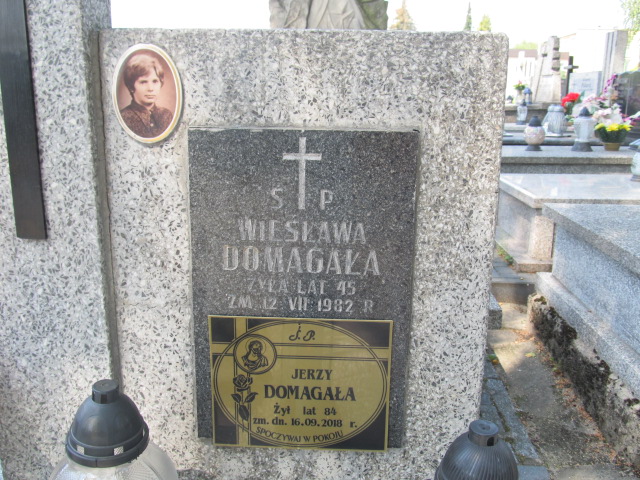 Ś P
WIESŁAWA
DOMAGAŁA
ŻYŁA LAT 45
ZM. 12 VII 1982 R
Ś.P.
JERZY
DOMAGAŁA
Żył lat 84
zm. dn. 16.09.2018 r.
SPOCZYWAJ W POKOJU